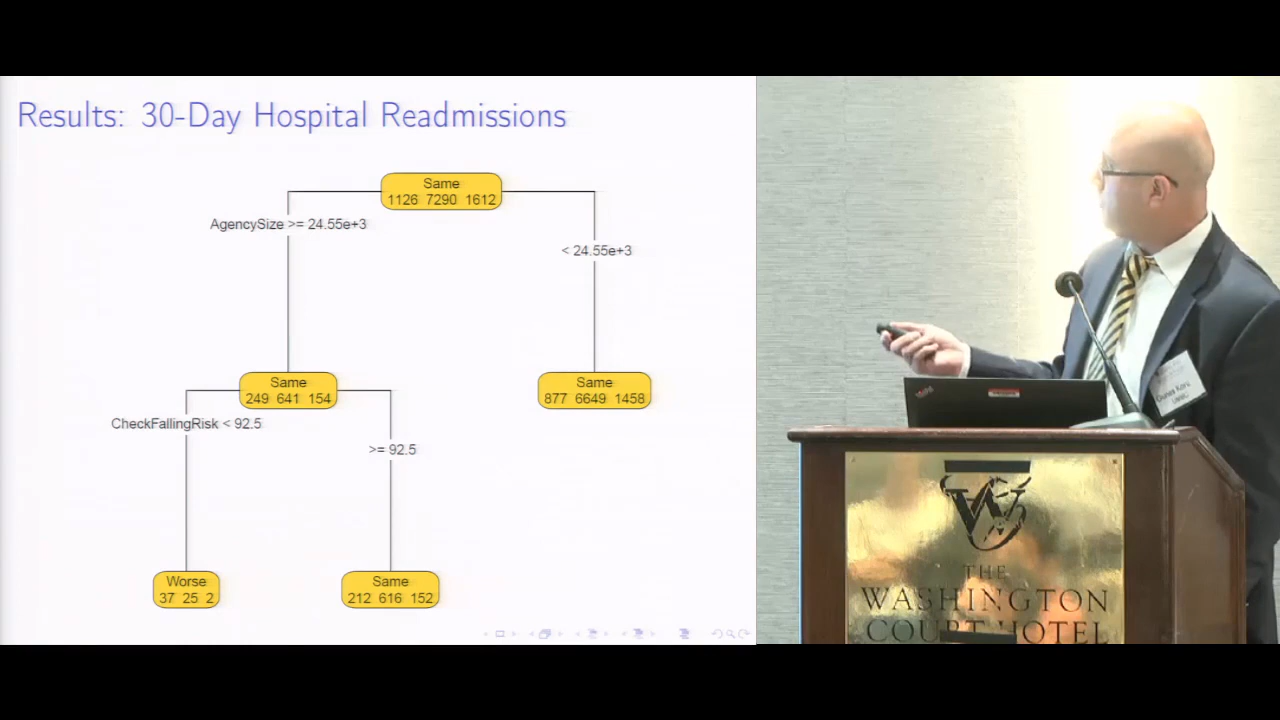 Results: 30-Day Hospital Readmissions
Same
1126 7290 1612
AgencySize >= 24.55e+3
< 24.55e+3
Same
249 641 154
Same
877 6649 1458
CheckFallingRisk < 92.5
>= 92.5
Worse
37 25 2
Same
212 616 152
THE
WASHINGTON
COURT HOTEL